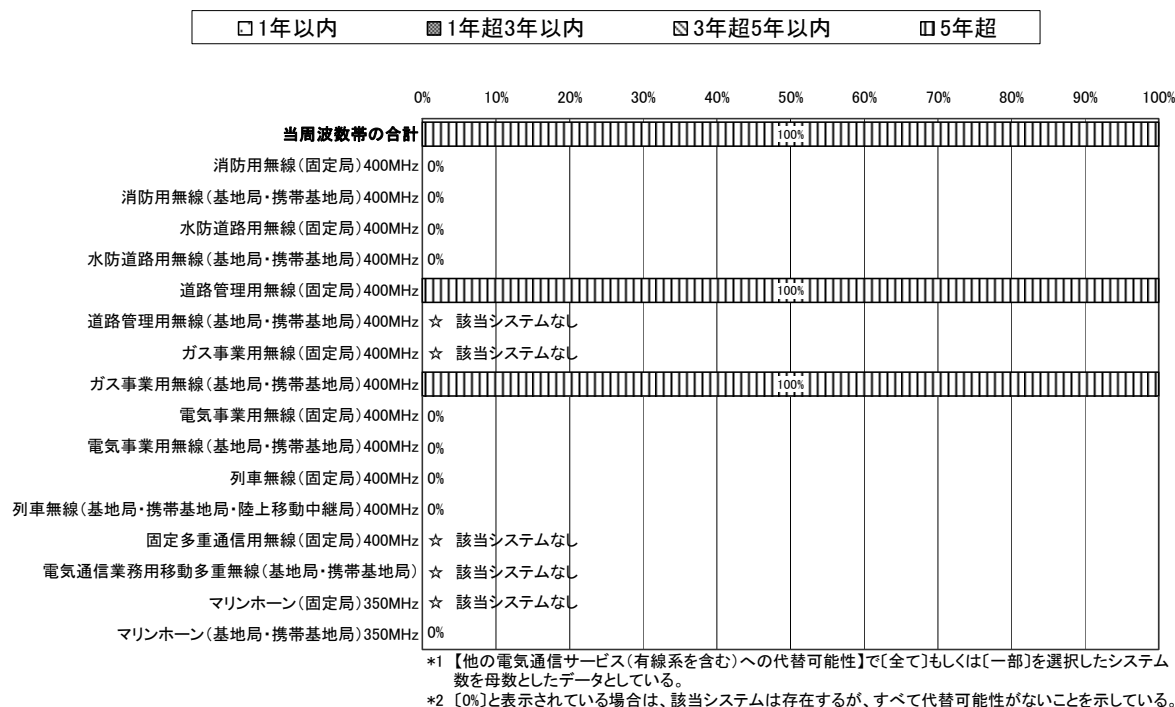 1年以内 1年超3年以内 3年超5年以内 5年超
0% 10% 20% 30% 40% 50% 60% 70% 80% 90% 100%
当周波数帯の合計 100%
消防用無線(固定局)400MHz 0%
消防用無線(基地局・携帯基地局)400MHz 0%
水防道路用無線(固定局)400MHz 0%
水防道路用無線(基地局・携帯基地局)400MHz 0%
道路管理用無線(固定局)400MHz 100%
道路管理用無線(基地局・携帯基地局)400MHz ☆ 該当システムなし
ガス事業用無線(固定局)400MHz ☆ 該当システムなし
ガス事業用無線(基地局・携帯基地局)400MHz 100%
電気事業用無線(固定局)400MHz 0%
電気事業用無線(基地局・携帯基地局)400MHz 0%
列車無線(固定局)400MHz 0%
列車無線(基地局・携帯基地局・陸上移動中継局)400MHz 0%
固定多重通信用無線(固定局)400MHz ☆ 該当システムなし
電気通信業務用移動多重無線(基地局・携帯基地局) ☆ 該当システムなし
マリンホーン(固定局)350MHz ☆ 該当システムなし
マリンホーン(基地局・携帯基地局)350MHz 0%
*1 【他の電気通信サービス(有線系を含む)への代替可能性】で〔全て〕もしくは〔一部〕を選択したシステム
数を母数としたデータとしている。
*2 〔0%〕と表示されている場合は、該当システムは存在するが、すべて代替可能性がないことを示している。